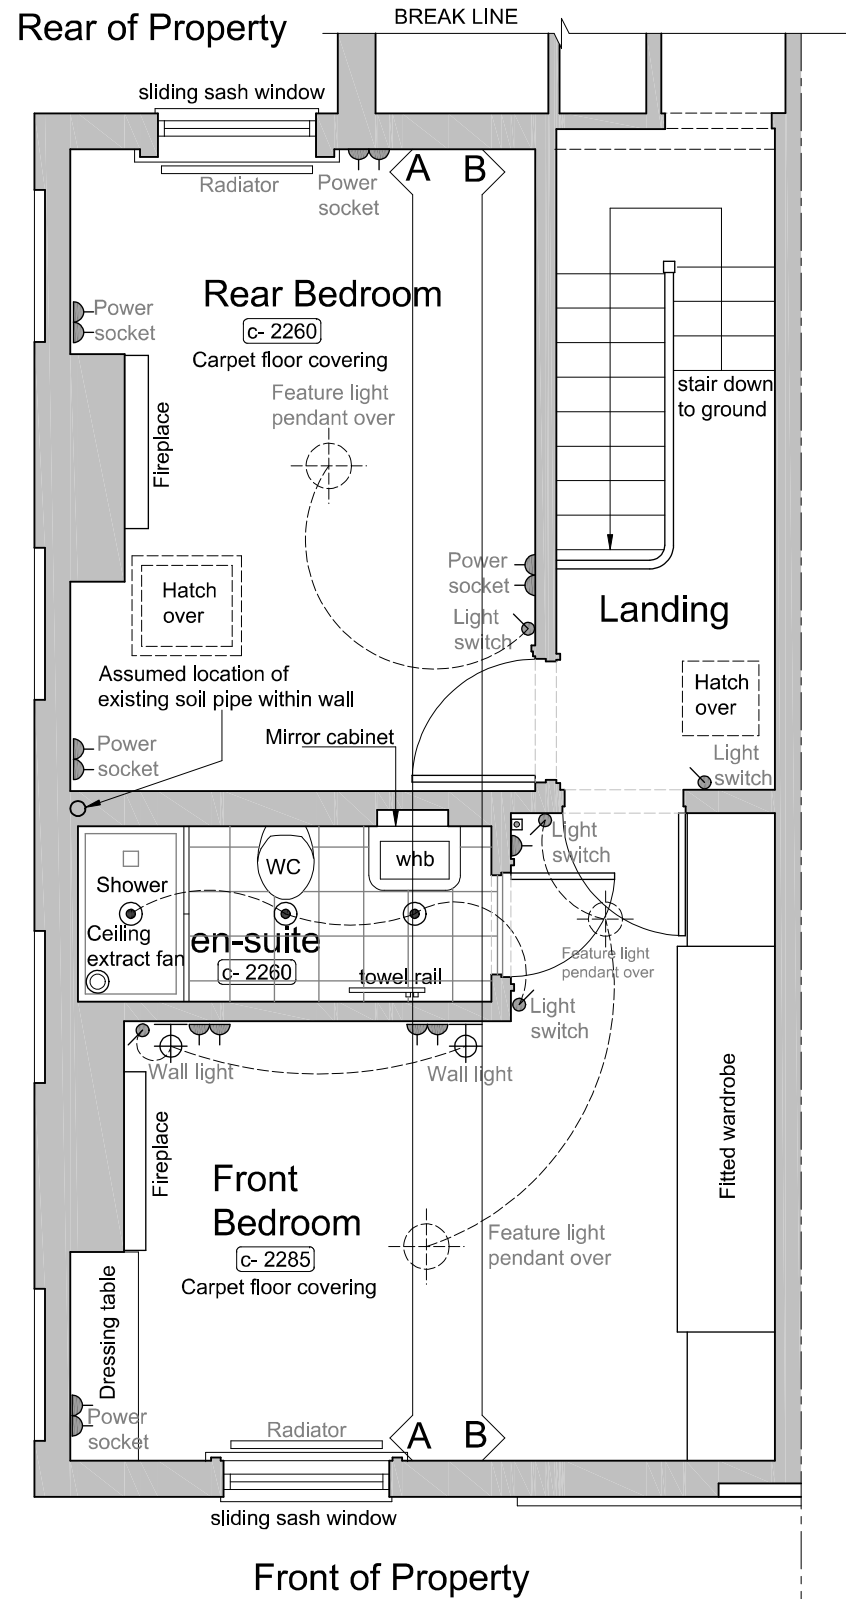 Rear of Property
BREAK LINE
sliding sash window
Radiator
Power
socket
A
B
Rear Bedroom
c- 2260
Carpet floor covering
Power
socket
Feature light
pendant over
Fireplace
stair down
to ground
Power
socket
Light
switch
Landing
Hatch
over
Assumed location of
existing soil pipe within wall
Hatch
over
Power
socket
Mirror cabinet
Light
switch
Light
switch
WC
whb
Shower
Ceiling
extract fan
en-suite
c- 2260
towel rail
Feature light
pendant over
Light
switch
Wall light
Wall light
Fireplace
Fitted wardrobe
Front
Bedroom
c- 2285
Carpet floor covering
Feature light
pendant over
Dressing table
Power
socket
Radiator
A
B
sliding sash window
Front of Property